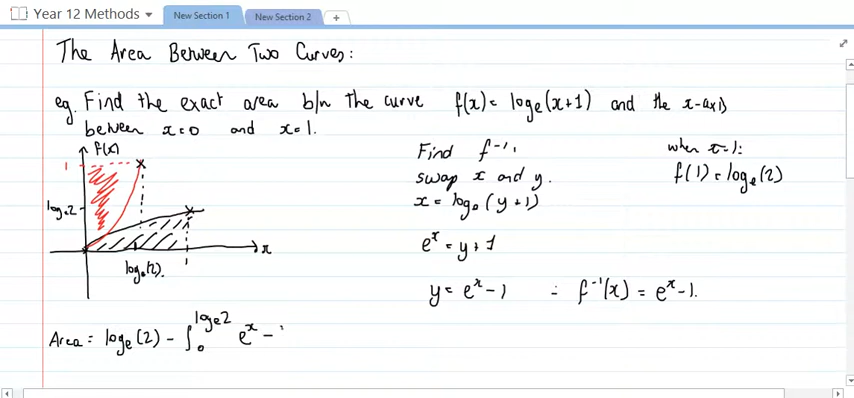 Year 12 Methods
New Section 1
New Section 2
+
The Area Between Two Curves:
eg. Find the exact area b/n the curve f(x) = logₑ(x+1) and the x-axis
between x=0 and x=1.
f(x)
1
logₑ2
logₑ(2)
1
x
Find f⁻¹,
swap x and y.
x = logₑ(y+1)
eˣ = y+1
y = eˣ-1 ∴ f⁻¹(x) = eˣ-1.
when x=1:
f(1) = logₑ(2)
Area = logₑ(2) - ∫₀^logₑ2 eˣ -